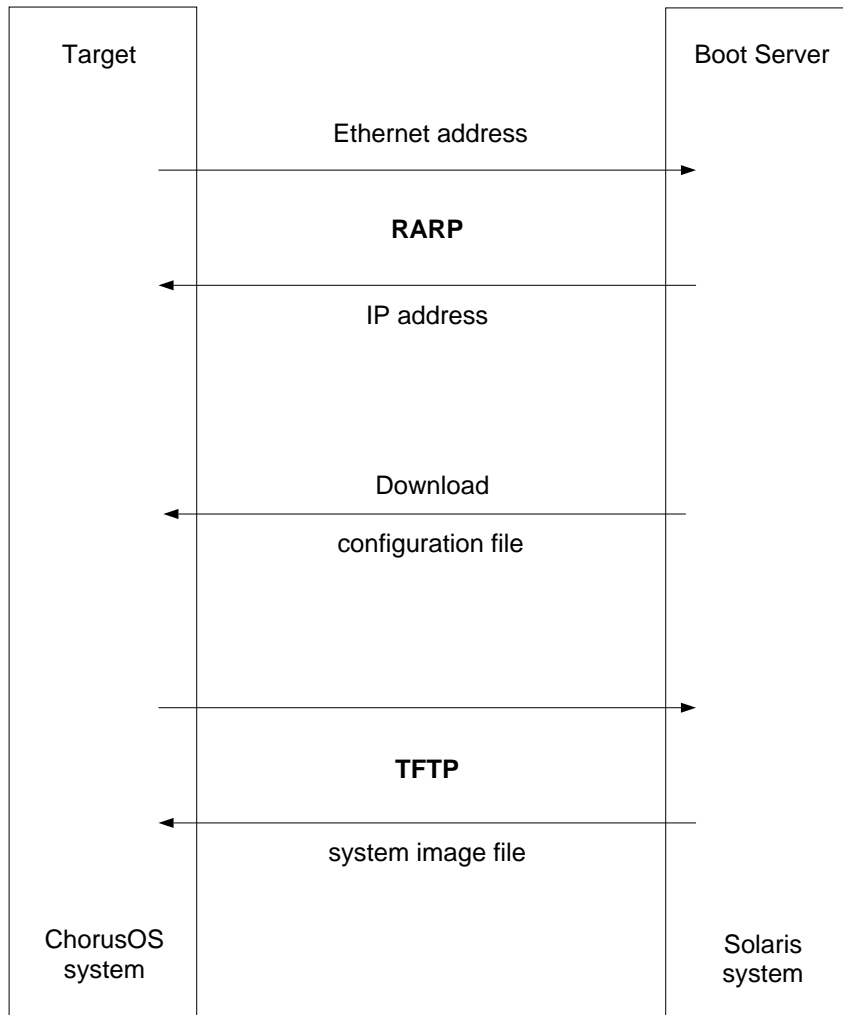 Target
Boot Server
Ethernet address
RARP
IP address
Download
configuration file
TFTP
system image file
ChorusOS
system
Solaris
system